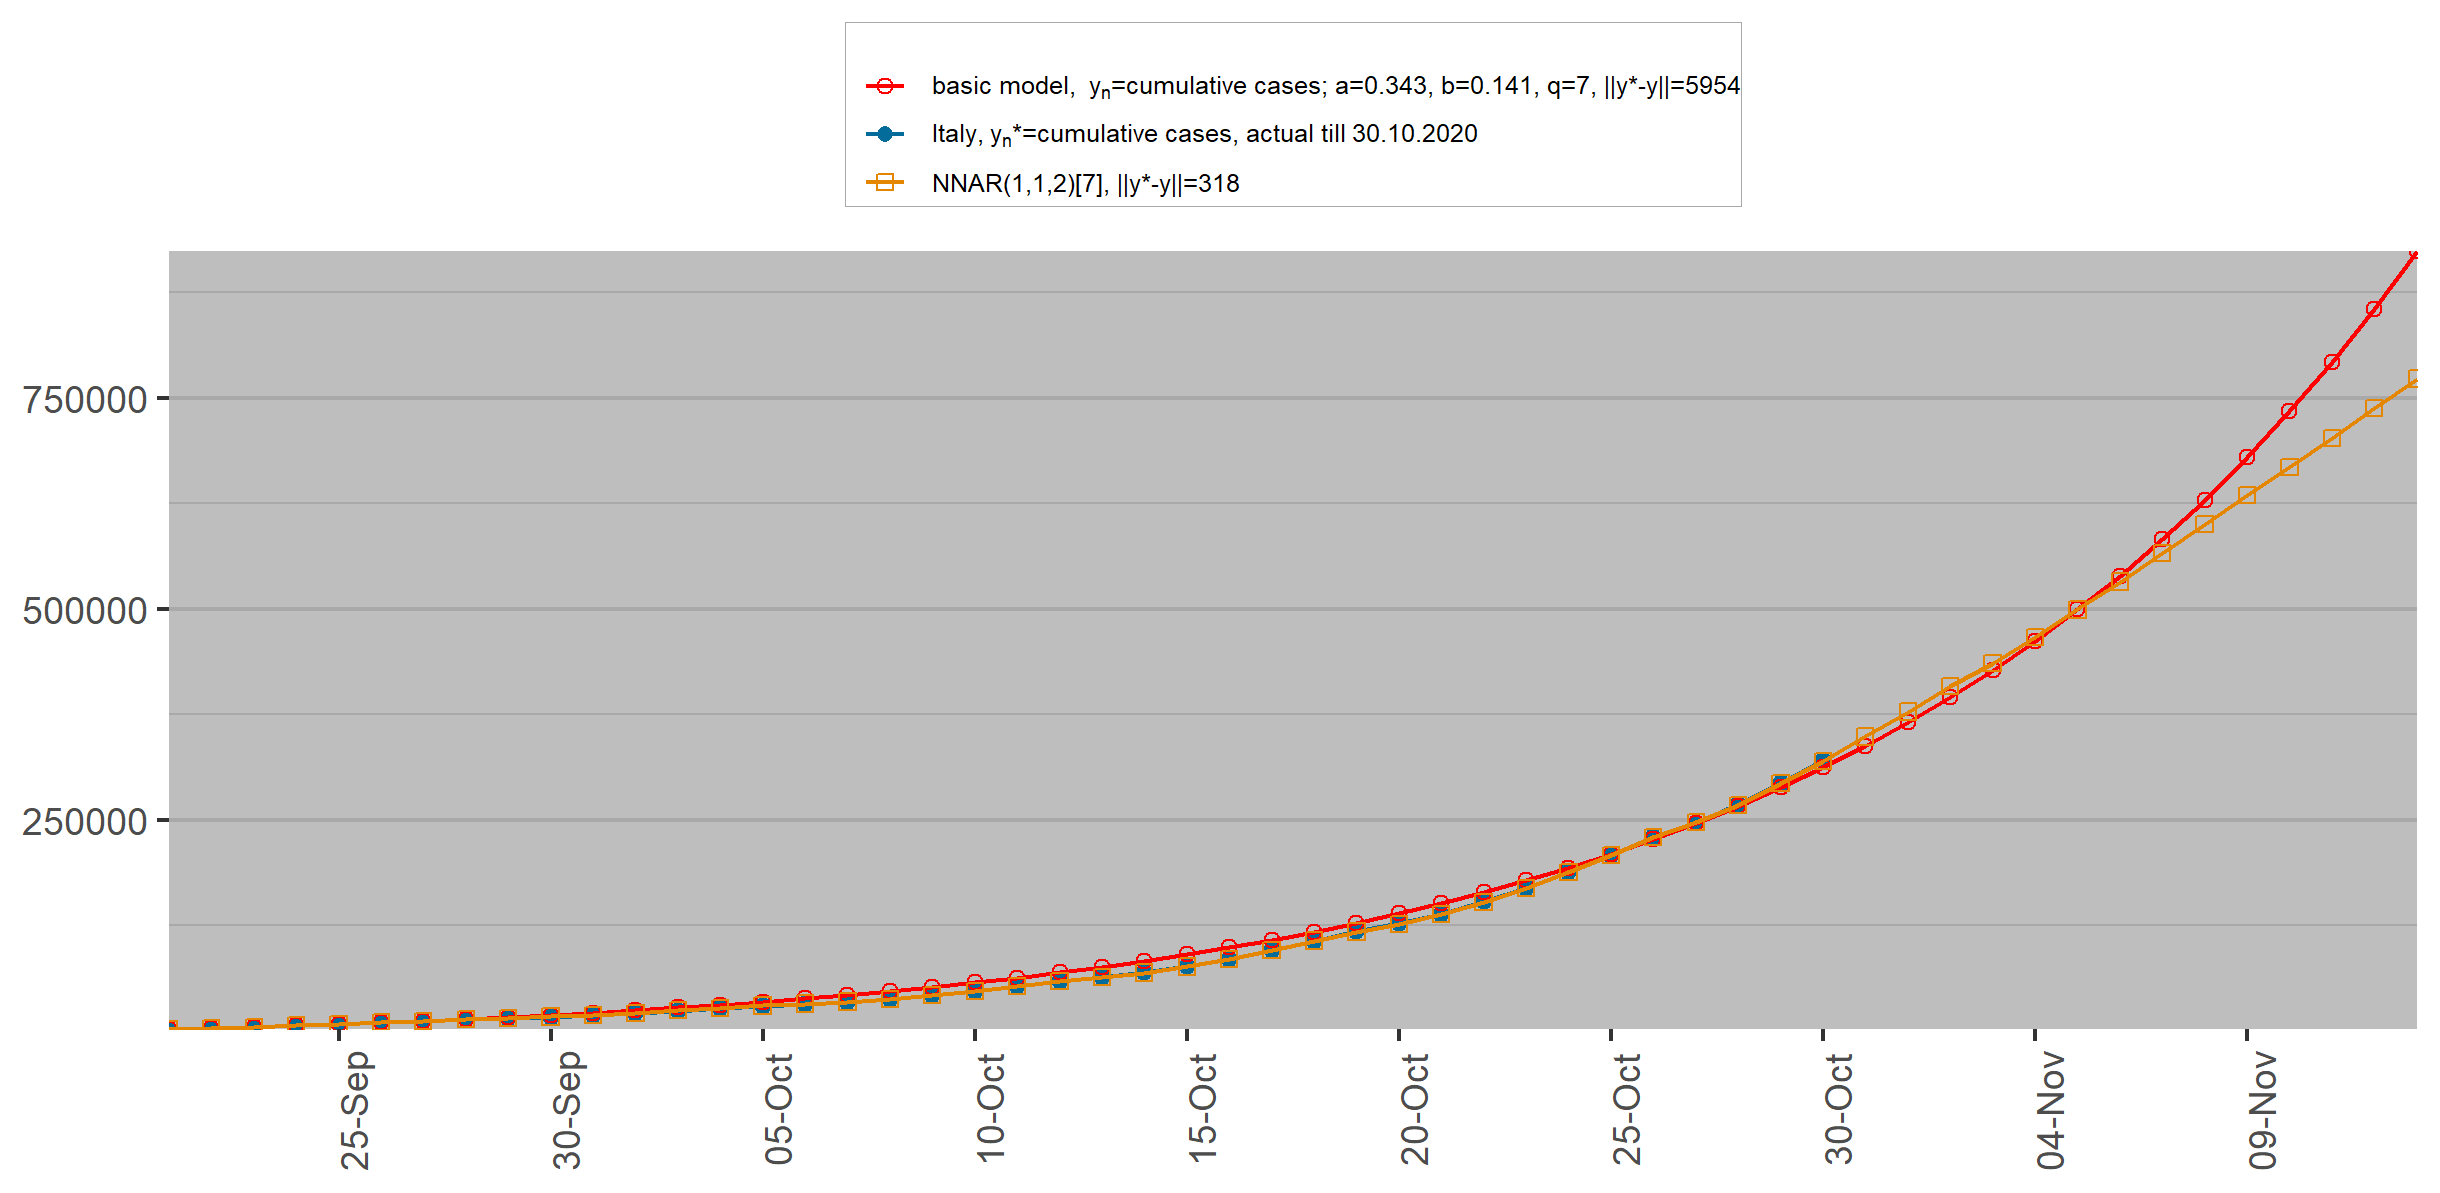 basic model,  yn=cumulative cases; a=0.343, b=0.141, q=7, ||y*-y||=5954
Italy, yn*=cumulative cases, actual till 30.10.2020
NNAR(1,1,2)[7], ||y*-y||=318
750000
500000
250000
25-Sep
30-Sep
05-Oct
10-Oct
15-Oct
20-Oct
25-Oct
30-Oct
04-Nov
09-Nov